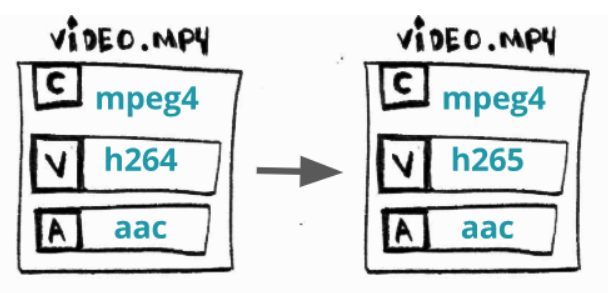 VIDEO.MP4
C mpeg4
V h264
A aac
VIDEO.MP4
C mpeg4
V h265
A aac